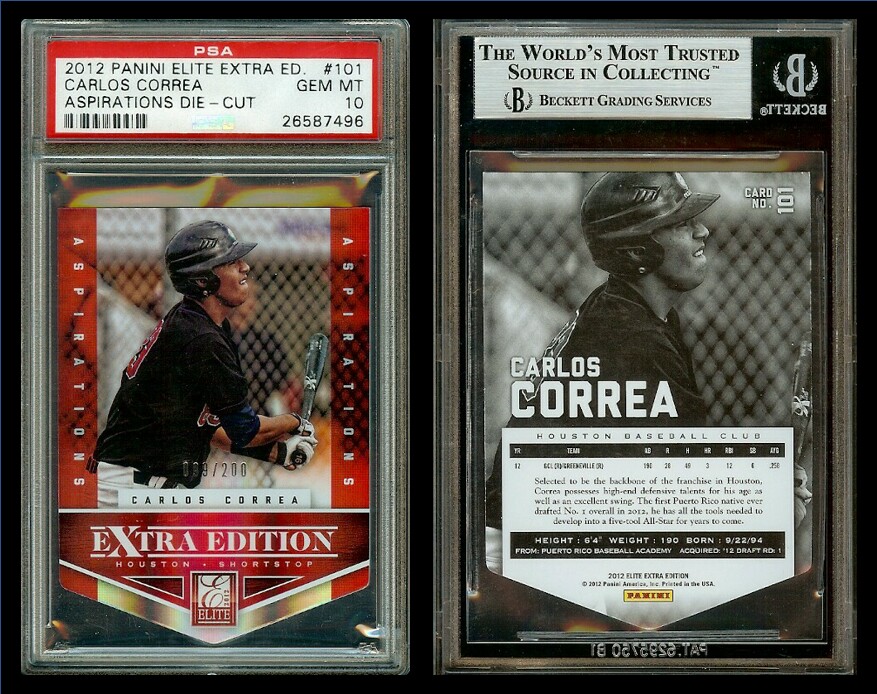 PSA
2012 PANINI ELITE EXTRA ED. #101
CARLOS CORREA GEM MT
ASPIRATIONS DIE-CUT 10
26587496
ASPIRATIONS
ASPIRATIONS
/200
CARLOS CORREA
EXTRA EDITION
HOUSTON • SHORTSTOP
E
ELITE
2012
THE WORLD'S MOST TRUSTED
SOURCE IN COLLECTING™
B BECKETT GRADING SERVICES
B
BECKETT®
CARD NO. 101
CARLOS
CORREA
HOUSTON BASEBALL CLUB
YR TEAM AB R H HR RBI SB AVG
12 GCL (R)/GREENEVILLE (R) 190 28 49 3 12 6 .258
Selected to be the backbone of the franchise in Houston,
Correa possesses high-end defensive talents for his age as
well as an excellent swing. The first Puerto Rico native ever
drafted No. 1 overall in 2012, he has all the tools needed to
develop into a five-tool All-Star for years to come.
HEIGHT: 6'4" WEIGHT: 190 BORN: 9/22/94
FROM: PUERTO RICO BASEBALL ACADEMY ACQUIRED: '12 DRAFT RD: 1
2012 ELITE EXTRA EDITION
© 2012 Panini America, Inc. Printed in the USA.
PANINI
PAT. 5295750 B1